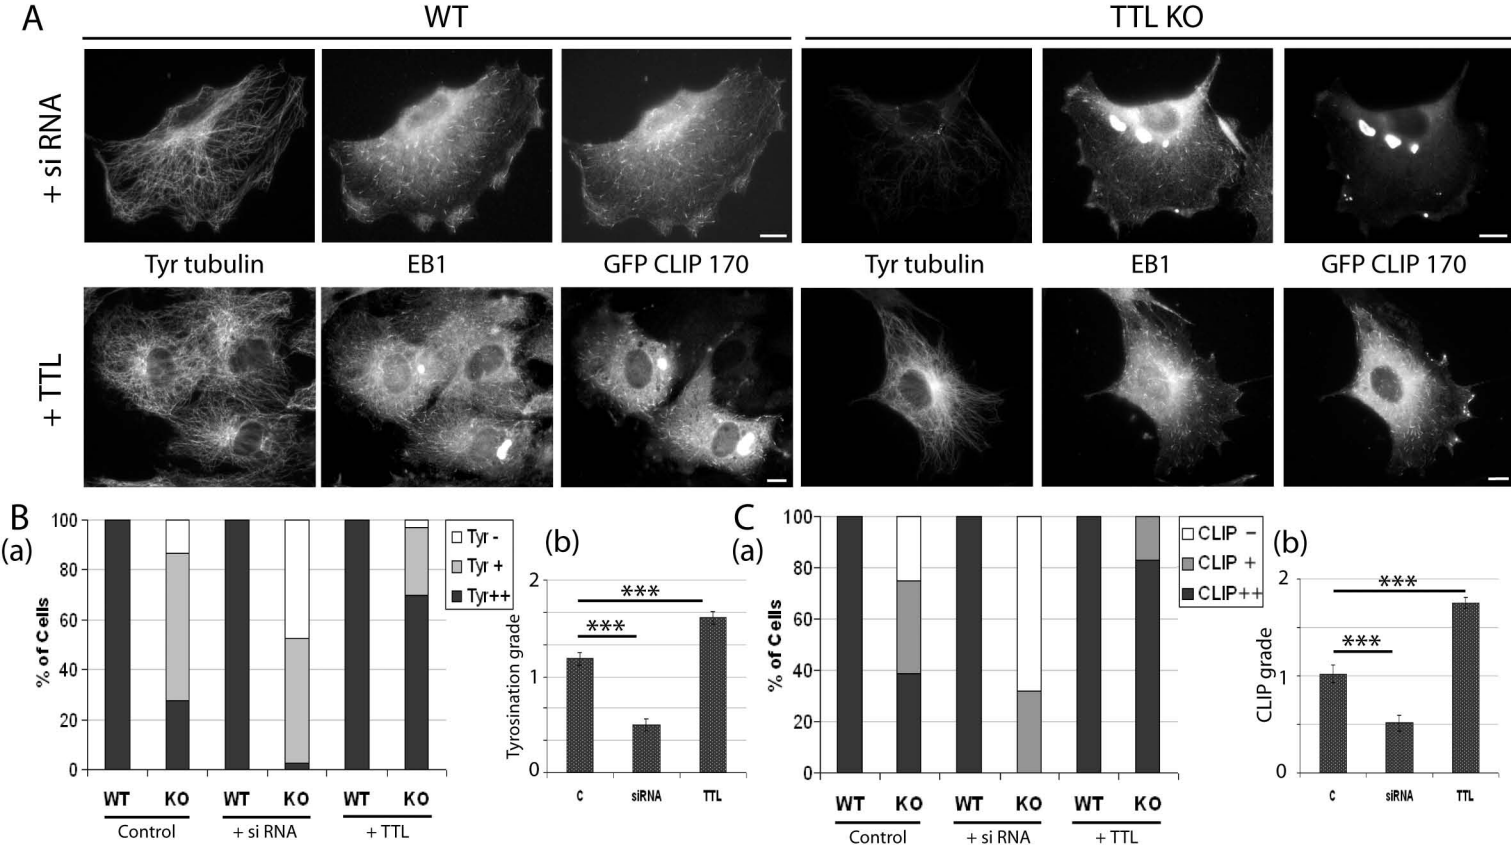 A
WT
TTL KO
+ si RNA
Tyr tubulin
EB1
GFP CLIP 170
Tyr tubulin
EB1
GFP CLIP 170
+ TTL
B
(a)
% of Cells
100
80
60
40
20
0
WT KO WT KO WT KO
Control + si RNA + TTL
Tyr -
Tyr +
Tyr++
(b)
Tyrosination grade
2
1
0
***
***
C siRNA TTL
C
(a)
% of Cells
100
80
60
40
20
0
WT KO WT KO WT KO
Control + si RNA + TTL
CLIP -
CLIP +
CLIP++
(b)
CLIP grade
2
1
0
***
***
C siRNA TTL